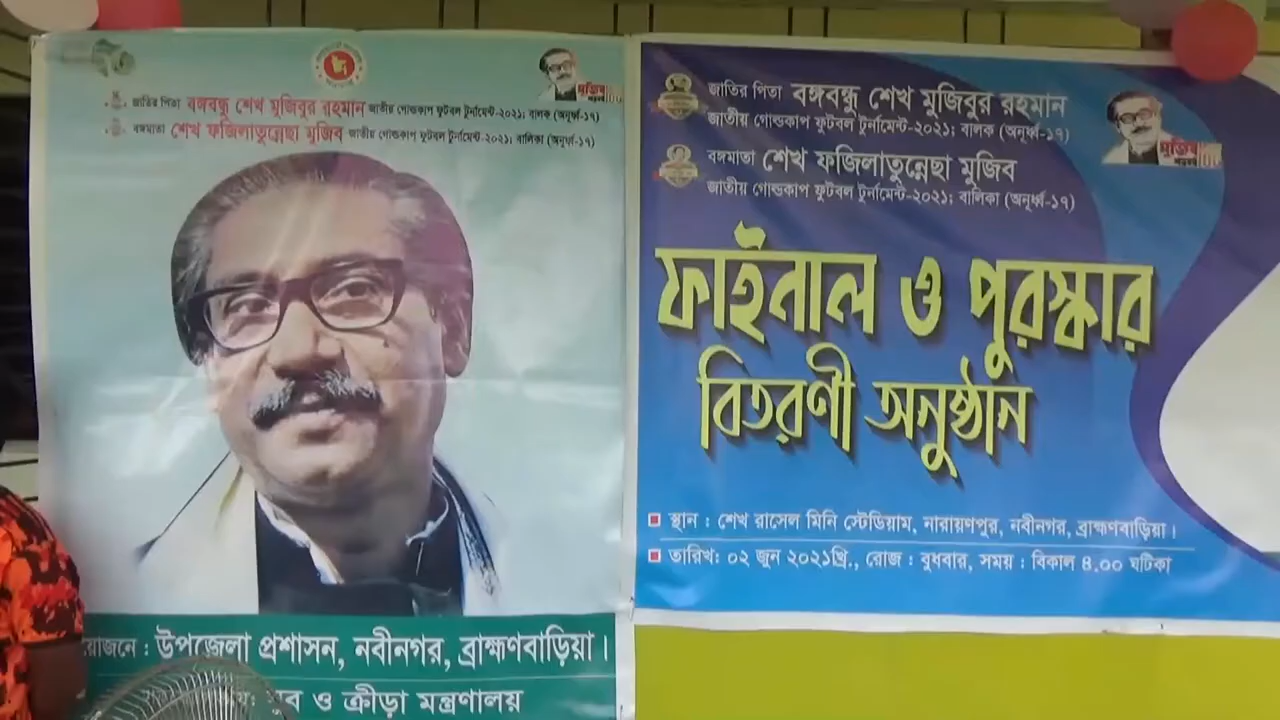 জাতির পিতা বঙ্গবন্ধু শেখ মুজিবুর রহমান জাতীয় গোল্ডকাপ ফুটবল টুর্নামেন্ট-২০২১; বালক (অনূর্ধ্ব-১৭)
বঙ্গমাতা শেখ ফজিলাতুন্নেছা মুজিব জাতীয় গোল্ডকাপ ফুটবল টুর্নামেন্ট-২০২১; বালিকা (অনূর্ধ্ব-১৭)
মুজিব
য়োজনে : উপজেলা প্রশাসন, নবীনগর, ব্রাহ্মণবাড়িয়া।
যুব ও ক্রীড়া মন্ত্রণালয়
জাতির পিতা বঙ্গবন্ধু শেখ মুজিবুর রহমান
জাতীয় গোল্ডকাপ ফুটবল টুর্নামেন্ট-২০২১; বালক (অনূর্ধ্ব-১৭)
বঙ্গমাতা শেখ ফজিলাতুন্নেছা মুজিব
জাতীয় গোল্ডকাপ ফুটবল টুর্নামেন্ট-২০২১; বালিকা (অনূর্ধ্ব-১৭)
মুজিব
শতবর্ষ 100
ফাইনাল ও পুরস্কার
বিতরণী অনুষ্ঠান
স্থান : শেখ রাসেল মিনি স্টেডিয়াম, নারায়ণপুর, নবীনগর, ব্রাহ্মণবাড়িয়া।
তারিখ: ০২ জুন ২০২১খ্রি., রোজ : বুধবার, সময় : বিকাল ৪.০০ ঘটিকা